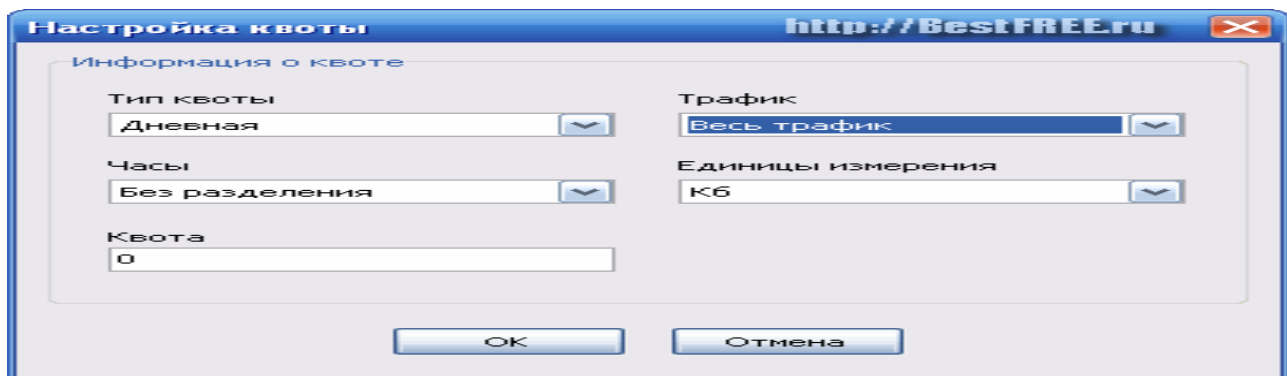 Настройка квоты
http://BestFREE.ru
Информация о квоте
Тип квоты
Трафик
Дневная
Весь трафик
Часы
Единицы измерения
Без разделения
Кб
Квота
0
ОК
Отмена